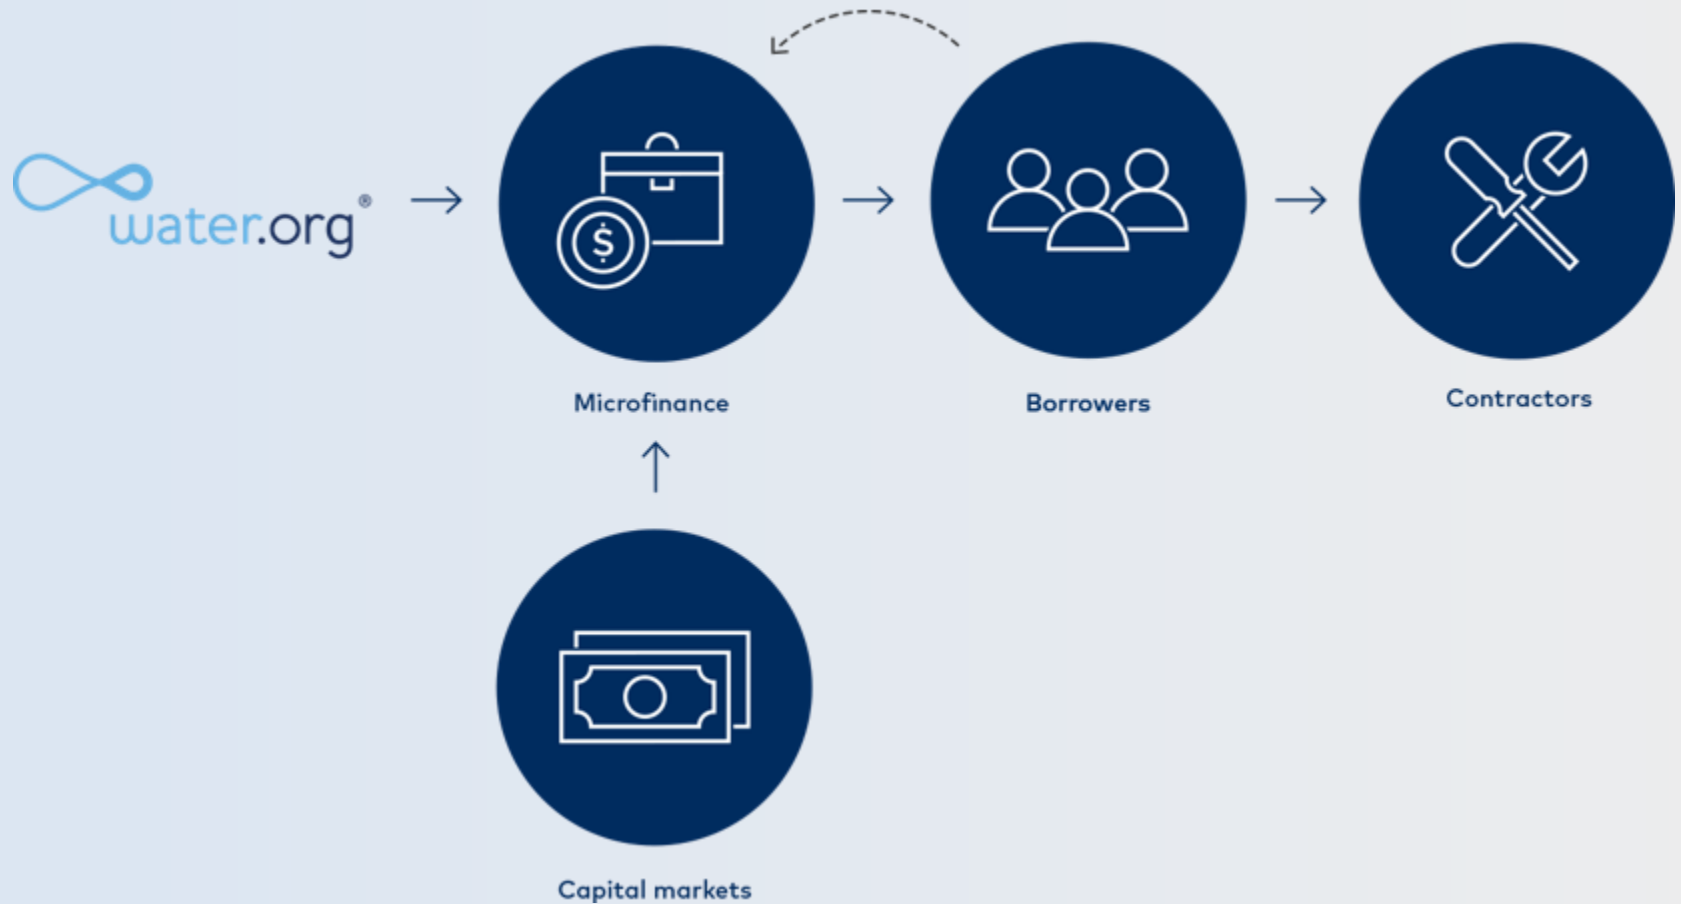 water.org®
$
Microfinance
Borrowers
Contractors
Capital markets